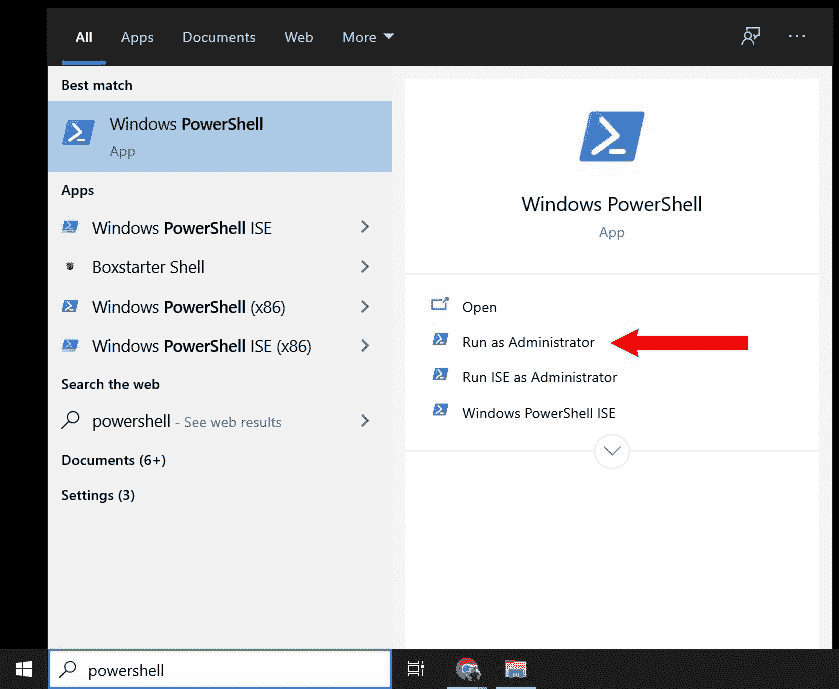 All Apps Documents Web More
Best match
Windows PowerShell
App
Apps
Windows PowerShell ISE
Boxstarter Shell
Windows PowerShell (x86)
Windows PowerShell ISE (x86)
Search the web
powershell - See web results
Documents (6+)
Settings (3)
Windows PowerShell
App
Open
Run as Administrator
Run ISE as Administrator
Windows PowerShell ISE
powershell